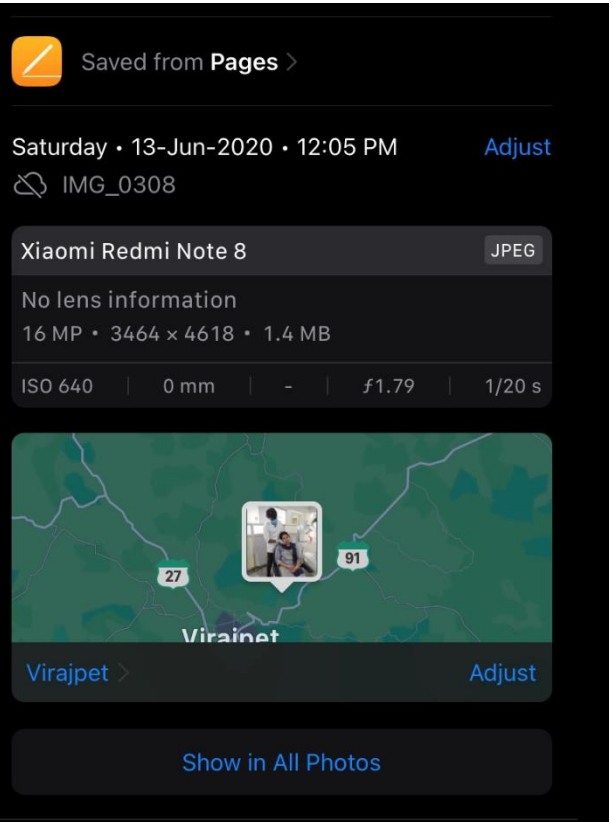 Saved from Pages >
Saturday • 13-Jun-2020 • 12:05 PM Adjust
IMG_0308
Xiaomi Redmi Note 8 JPEG
No lens information
16 MP • 3464 × 4618 • 1.4 MB
ISO 640 | 0 mm | - | ƒ1.79 | 1/20 s
91
27
Virajpet
Virajpet > Adjust
Show in All Photos